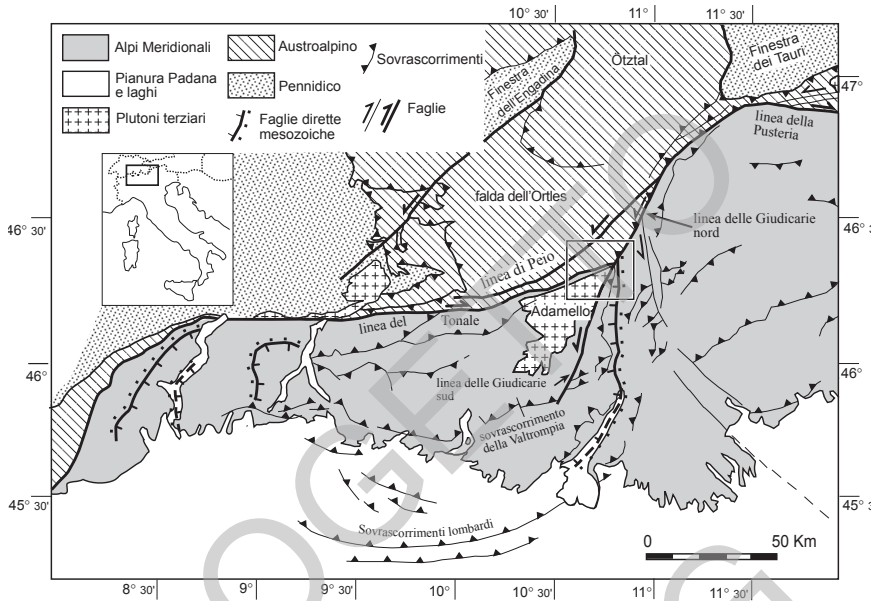 10° 30' 11° 11° 30'
Alpi Meridionali
Austroalpino
Sovrascorrimenti
Pianura Padana
e laghi
Pennidico
Plutoni terziari
Faglie dirette
mesozoiche
Faglie
Finestra
dell'Engadina
Ötztal
Finestra
dei Tauri
47°
linea della
Pusteria
falda dell'Ortles
46° 30'
46° 3
linea delle Giudicarie
nord
linea di Peio
linea del Tonale
Adamello
46°
46°
linea delle Giudicarie
sud
sovrascorrimento
della Valtrompia
45° 30'
45° 3
Sovrascorrimenti lombardi
0 50 Km
8° 30' 9° 9° 30' 10° 10° 30' 11° 11° 30'